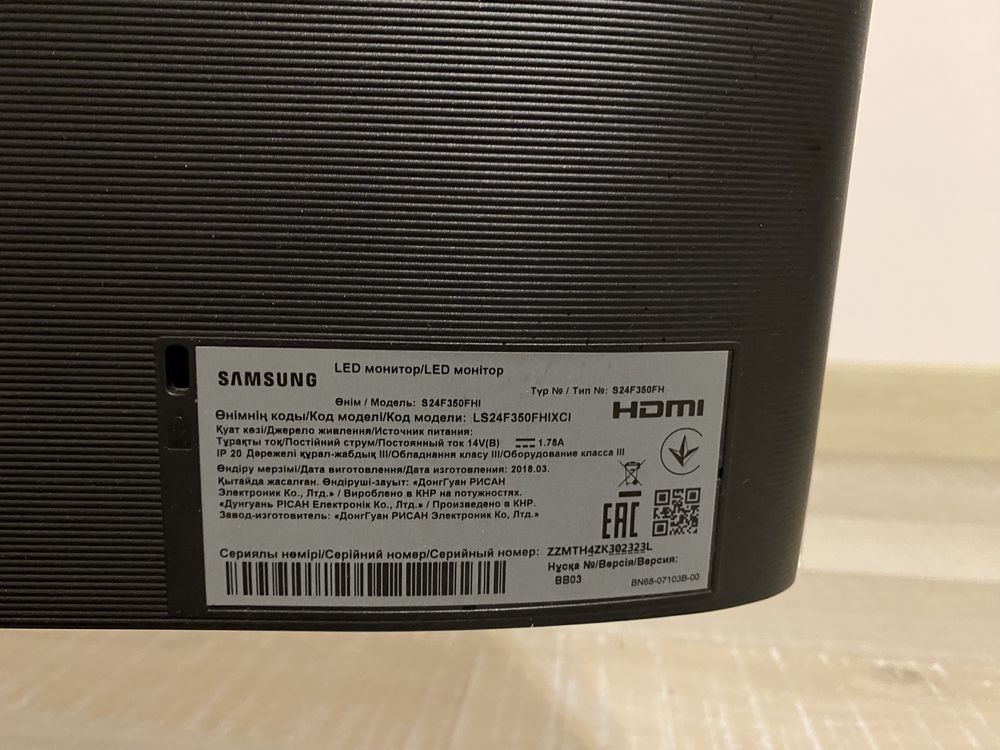 SAMSUNG
LED монитор/LED монітор
Түр № / Тип №: S24F350FH
Өнім / Модель: S24F350FHI
HDMI
Өнімнің коды/Код моделі/Код модели: LS24F350FHIXCI
Қуат көзі/Джерело живлення/Источник питания:
Тұрақты ток/Постійний струм/Постоянный ток 14V(B) 1.78A
IP 20 Дәрежелі құрал-жабдық III/Обладнання класу III/Оборудование класса III
Өндіру мерзімі/Дата виготовлення/Дата изготовления: 2018.03.
Қытайда жасалған. Өндіруші-зауыт: «ДонгГуан РИСАН
Электроник Ко., Лтд.» / Вироблено в КНР на потужностях.
«Дунгуань РІСАН Електронік Ко., Лтд.» / Произведено в КНР.
Завод-изготовитель: «ДонгГуан РИСАН Электроник Ко, Лтд.»
EAC
Сериялы нөмірі/Серійний номер/Серийный номер: ZZMTH4ZK302323L
Нұсқа №/Версія/Версия:
BB03
BN68-07103B-00